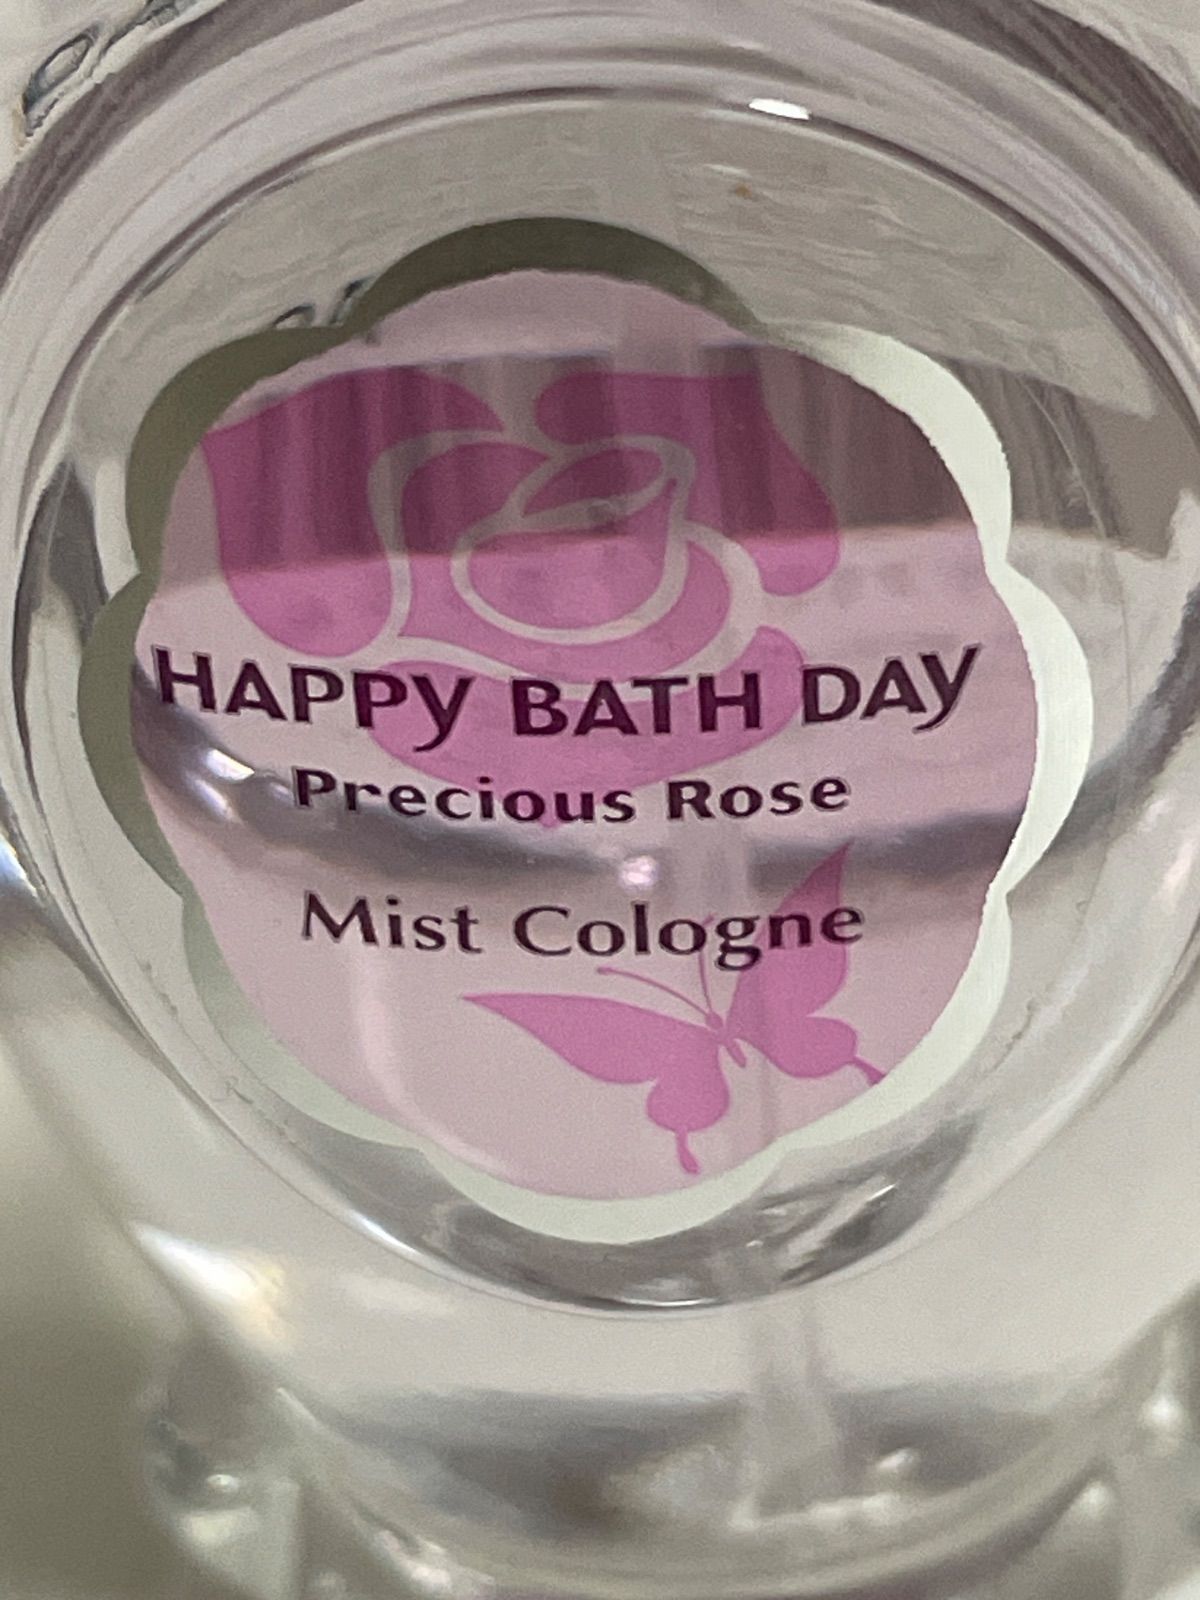 HAPPY BATH DAY
Precious Rose
Mist Cologne